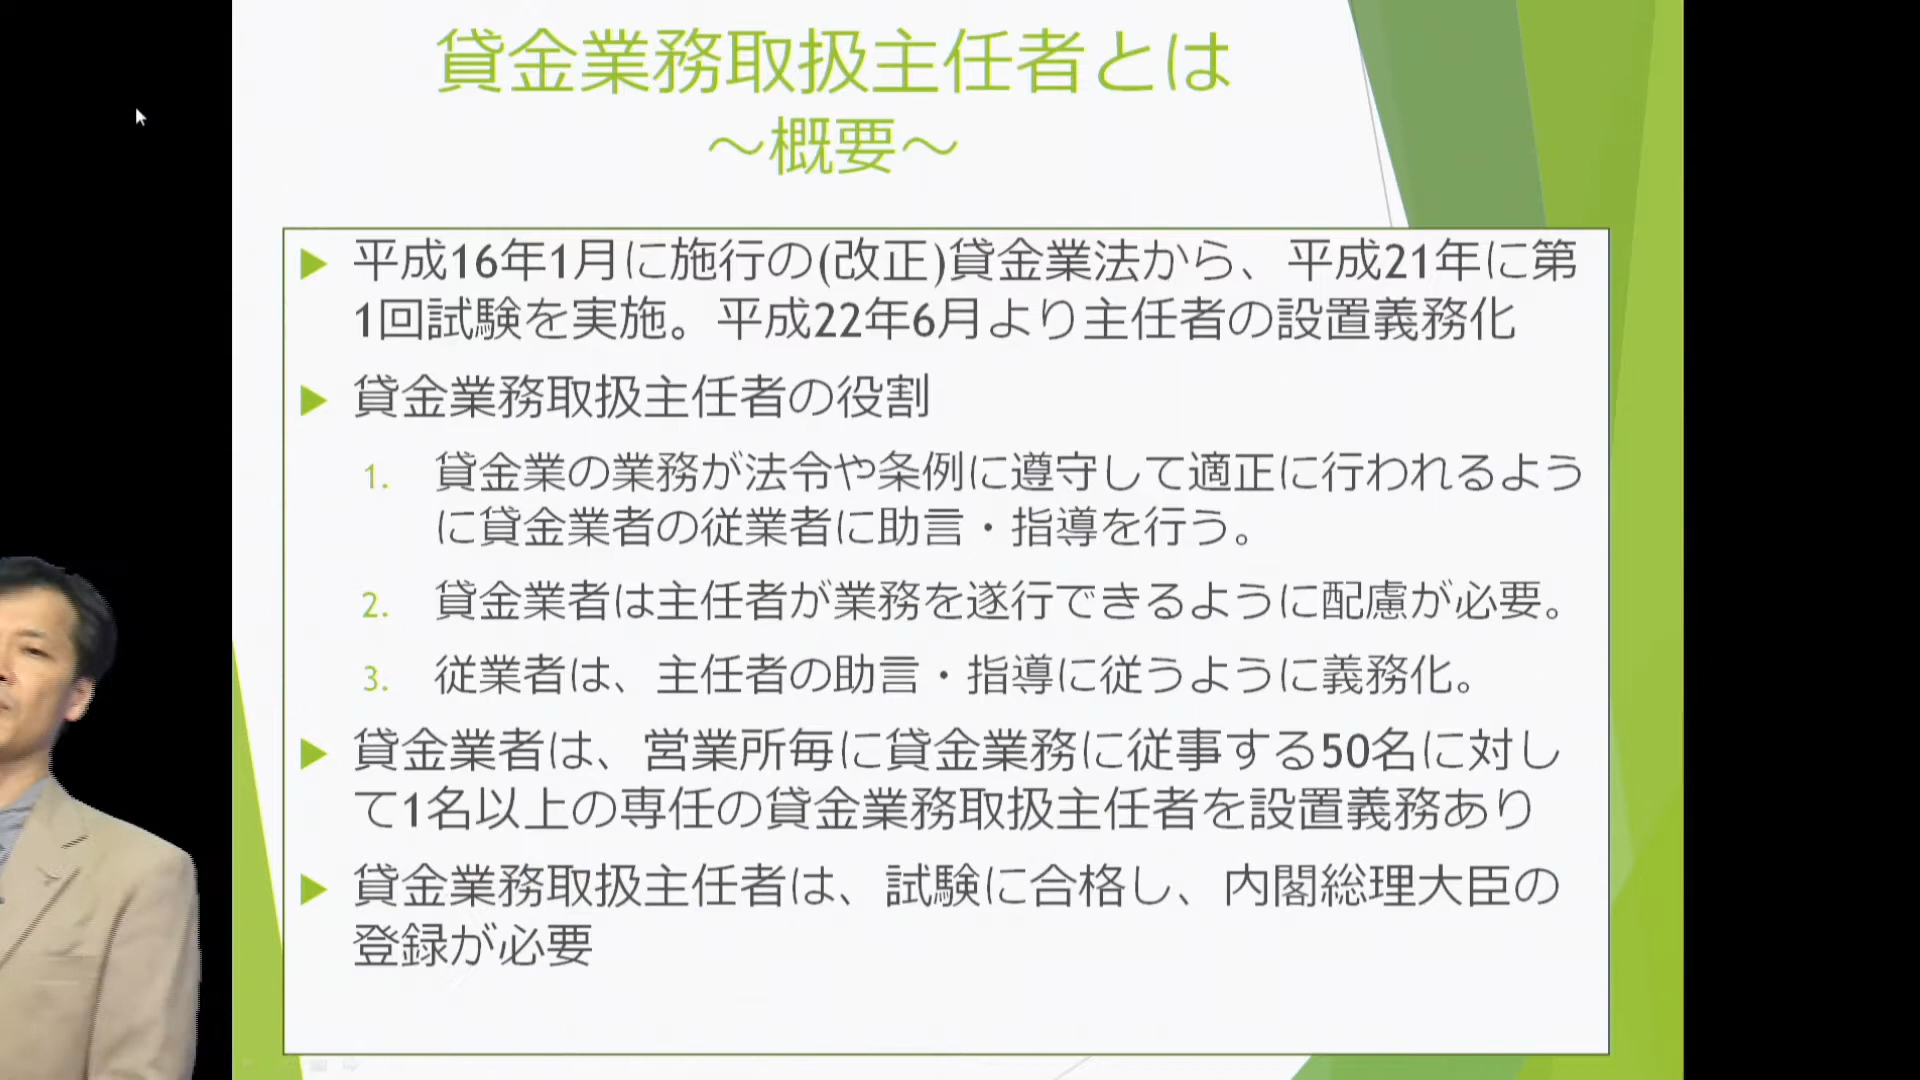 貸金業務取扱主任者とは
～概要～
平成16年1月に施行の(改正)貸金業法から、平成21年に第
1回試験を実施。平成22年6月より主任者の設置義務化
貸金業務取扱主任者の役割
1. 貸金業の業務が法令や条例に遵守して適正に行われるよう
に貸金業者の従業者に助言・指導を行う。
2. 貸金業者は主任者が業務を遂行できるように配慮が必要。
3. 従業者は、主任者の助言・指導に従うように義務化。
貸金業者は、営業所毎に貸金業務に従事する50名に対し
て1名以上の専任の貸金業務取扱主任者を設置義務あり
貸金業務取扱主任者は、試験に合格し、内閣総理大臣の
登録が必要